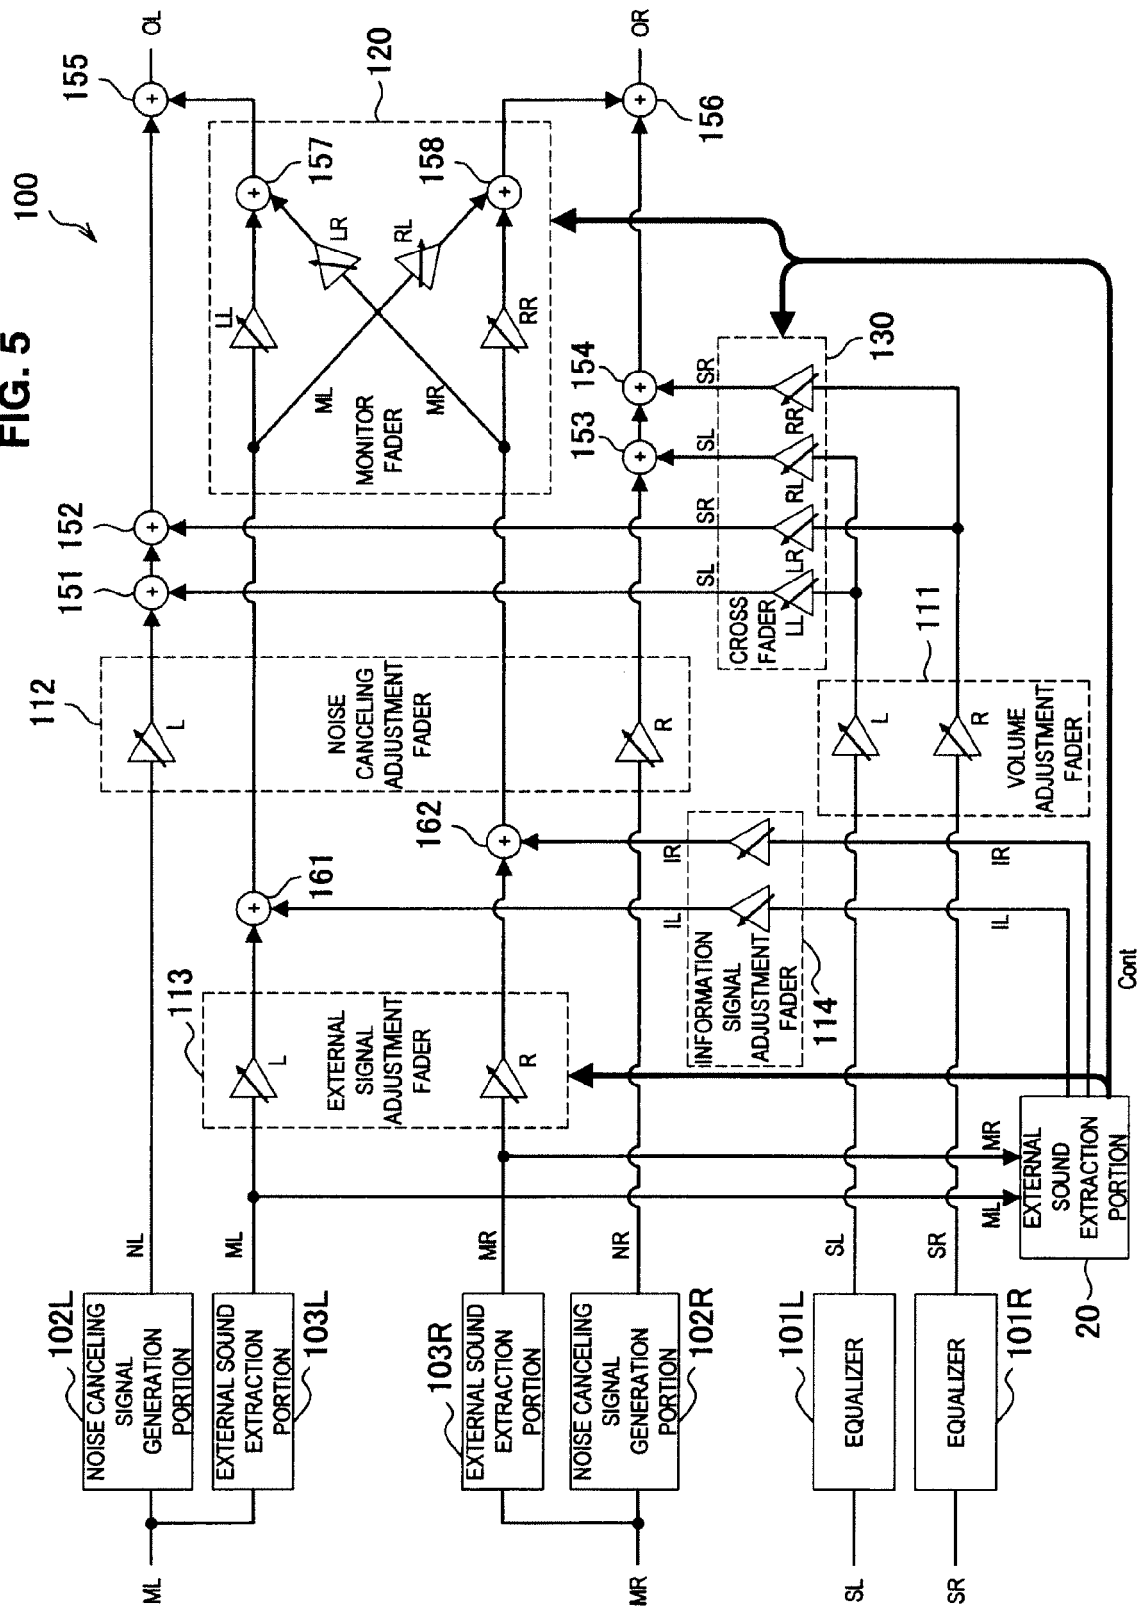 FIG. 5
100
ML
102L
NOISE CANCELING
SIGNAL
GENERATION
PORTION
NL
112
L
NOISE
CANCELING
ADJUSTMENT
FADER
R
151
152
155
OL
103L
EXTERNAL SOUND
EXTRACTION
PORTION
ML
113
L
EXTERNAL
SIGNAL
ADJUSTMENT
FADER
R
161
162
120
MONITOR
FADER
LL
ML
MR
LR
RL
RR
157
158
103R
EXTERNAL SOUND
EXTRACTION
PORTION
MR
MR
NOISE CANCELING
SIGNAL
GENERATION
PORTION
102R
NR
153
154
156
OR
IL
IR
INFORMATION
SIGNAL
ADJUSTMENT
FADER
114
IL
IR
SL
SR
SL
SR
CROSS
FADER
LL
LR
RL
RR
130
SL
101L
EQUALIZER
SL
L
111
VOLUME
ADJUSTMENT
FADER
R
SR
EQUALIZER
101R
SR
ML
MR
EXTERNAL
SOUND
EXTRACTION
PORTION
20
Cont